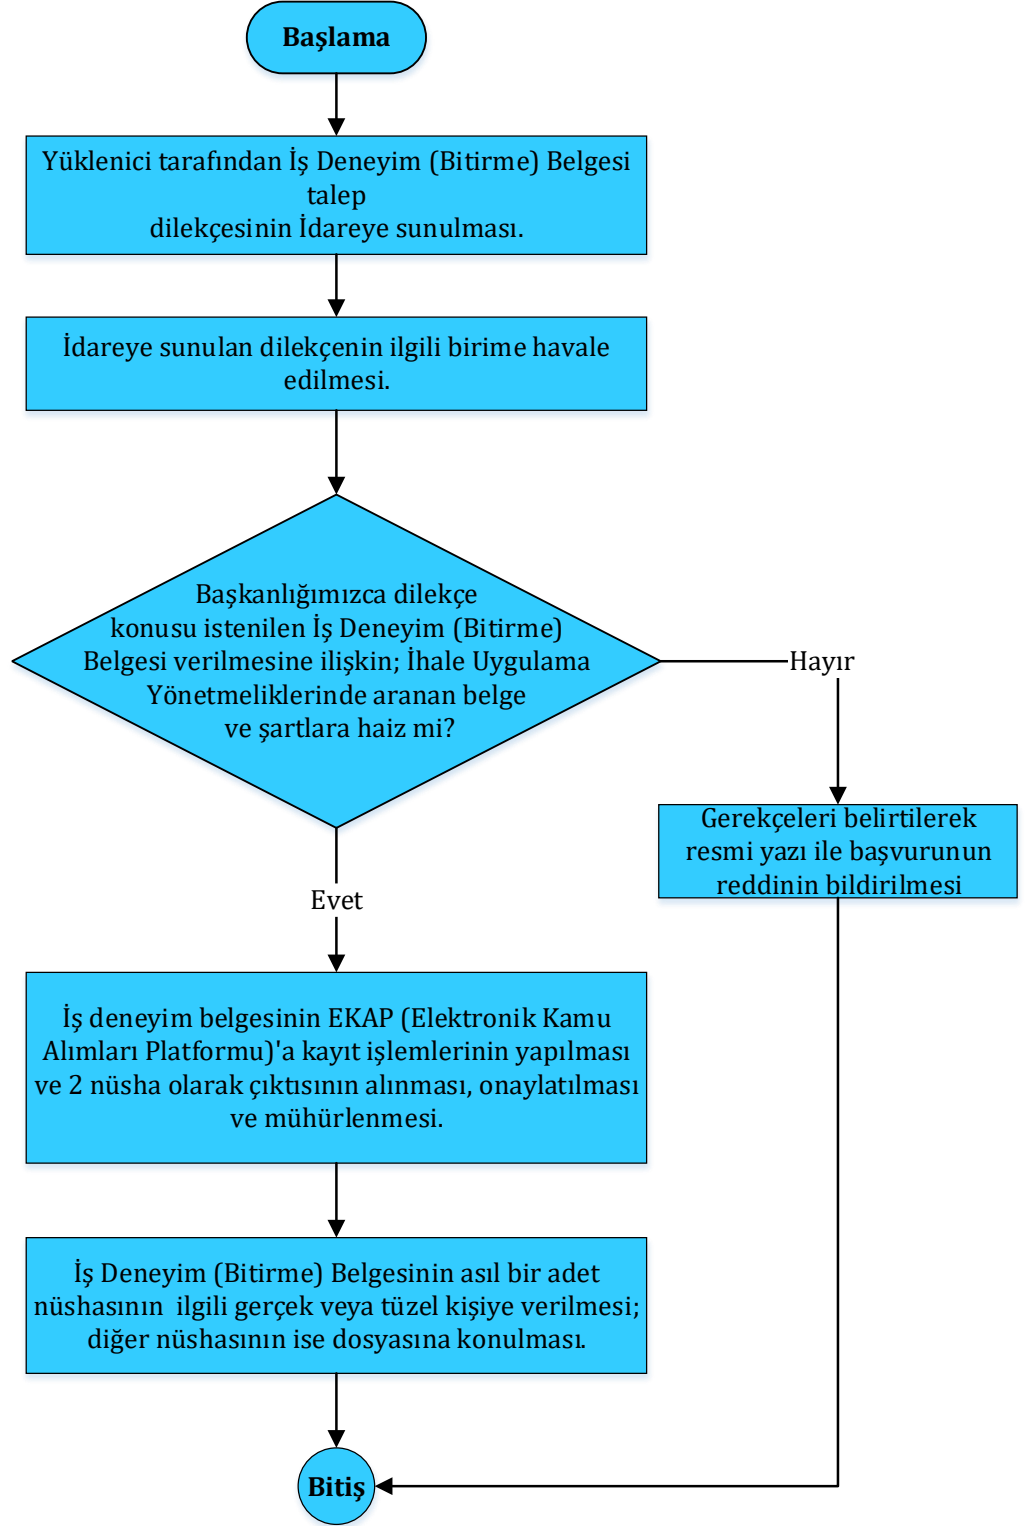 Başlama
Yüklenici tarafından İş Deneyim (Bitirme) Belgesi
talep
dilekçesinin İdareye sunulması.
İdareye sunulan dilekçenin ilgili birime havale
edilmesi.
Başkanlığımızca dilekçe
konusu istenilen İş Deneyim (Bitirme)
Belgesi verilmesine ilişkin; İhale Uygulama
Yönetmeliklerinde aranan belge
ve şartlara haiz mi?
Hayır
Gerekçeleri belirtilerek
resmi yazı ile başvurunun
reddinin bildirilmesi
Evet
İş deneyim belgesinin EKAP (Elektronik Kamu
Alımları Platformu)'a kayıt işlemlerinin yapılması
ve 2 nüsha olarak çıktısının alınması, onaylatılması
ve mühürlenmesi.
İş Deneyim (Bitirme) Belgesinin asıl bir adet
nüshasının  ilgili gerçek veya tüzel kişiye verilmesi;
diğer nüshasının ise dosyasına konulması.
Bitiş